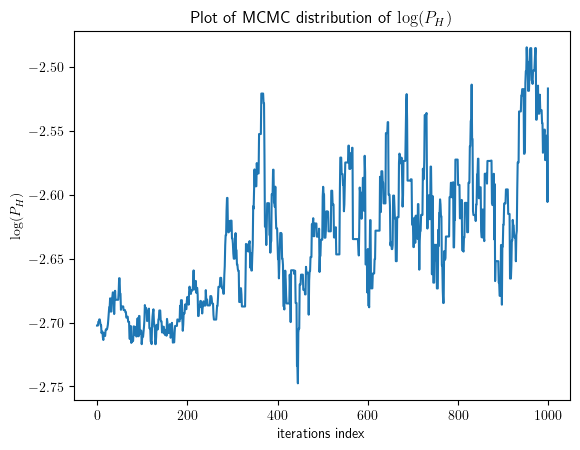 Plot of MCMC distribution of log(P_H)
−2.50
−2.55
−2.60
−2.65
−2.70
−2.75
log(P_H)
0 200 400 600 800 1000
iterations index